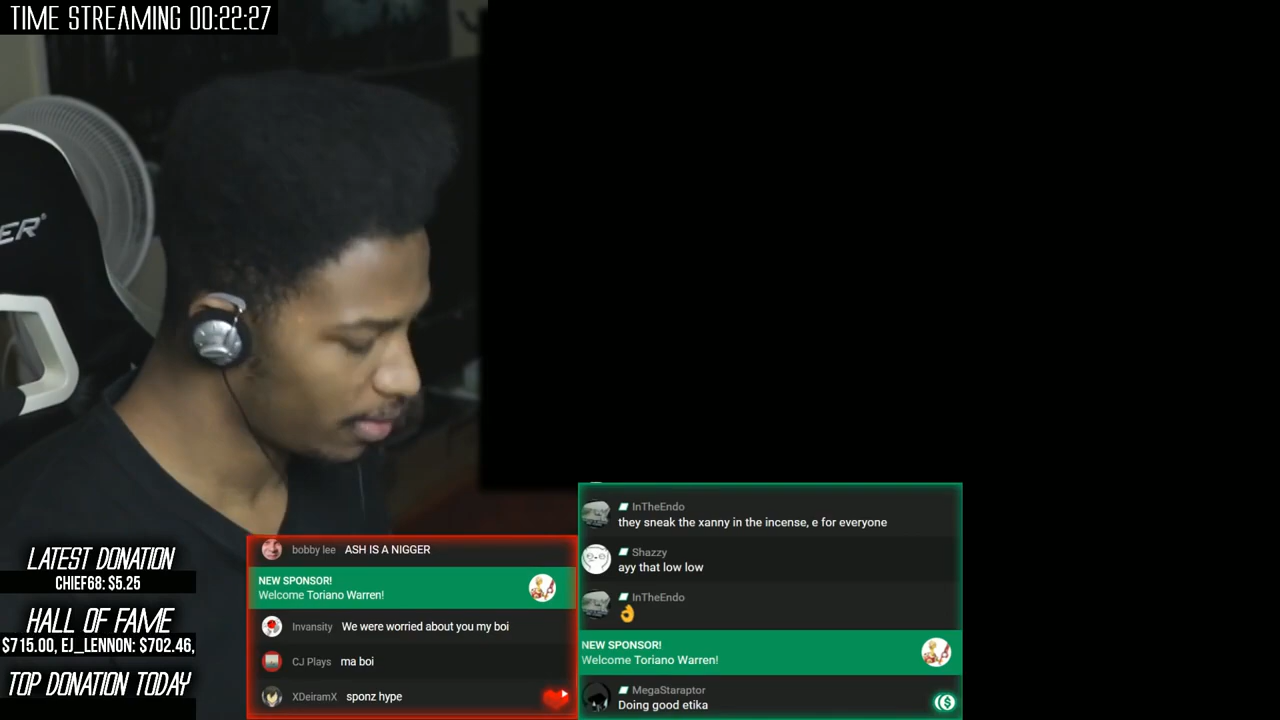 TIME STREAMING 00:22:27
ER
LATEST DONATION
CHIEF68: $5.25
HALL OF FAME
$715.00, EJ_LENNON: $702.46,
TOP DONATION TODAY
bobby lee ASH IS A NIGGER
NEW SPONSOR!
Welcome Toriano Warren!
Invansity We were worried about you my boi
CJ Plays ma boi
XDeiramX sponz hype
InTheEndo
they sneak the xanny in the incense, e for everyone
Shazzy
ayy that low low
InTheEndo
👌
NEW SPONSOR!
Welcome Toriano Warren!
MegaStaraptor
Doing good etika